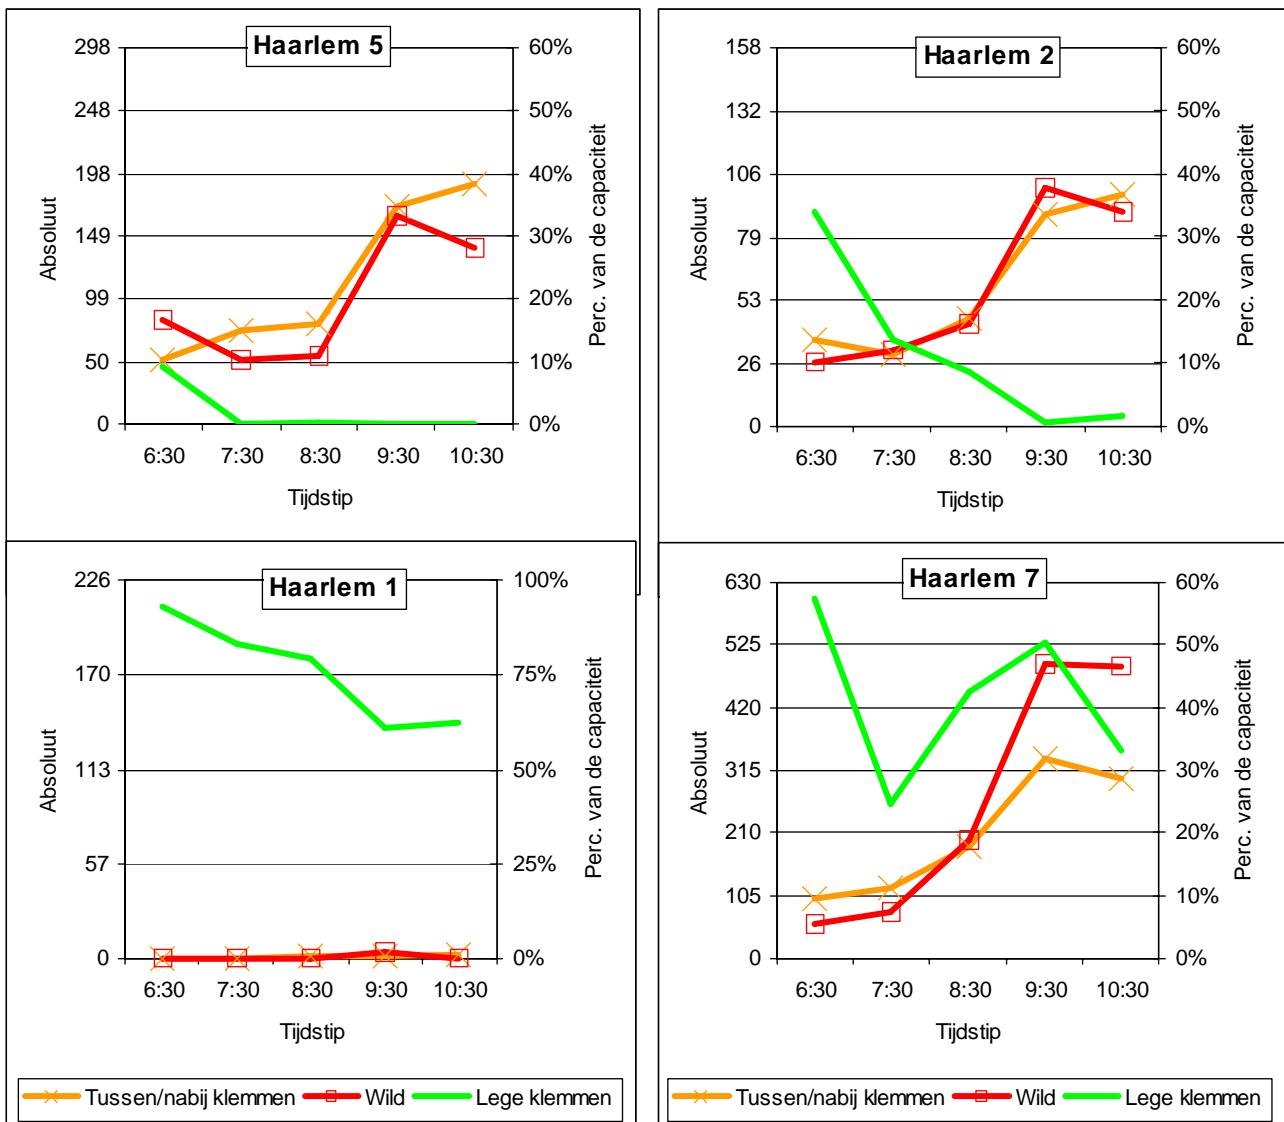 Haarlem 5
298
248
198
149
99
50
0
60%
50%
40%
30%
20%
10%
0%
Absoluut
Perc. van de capaciteit
6:30 7:30 8:30 9:30 10:30
Tijdstip
Haarlem 2
158
132
106
79
53
26
0
60%
50%
40%
30%
20%
10%
0%
Absoluut
Perc. van de capaciteit
6:30 7:30 8:30 9:30 10:30
Tijdstip
Haarlem 1
226
170
113
57
0
100%
75%
50%
25%
0%
Absoluut
Perc. van de capaciteit
6:30 7:30 8:30 9:30 10:30
Tijdstip
Tussen/nabij klemmen Wild Lege klemmen
Haarlem 7
630
525
420
315
210
105
0
60%
50%
40%
30%
20%
10%
0%
Absoluut
Perc. van de capaciteit
6:30 7:30 8:30 9:30 10:30
Tijdstip
Tussen/nabij klemmen Wild Lege klemmen